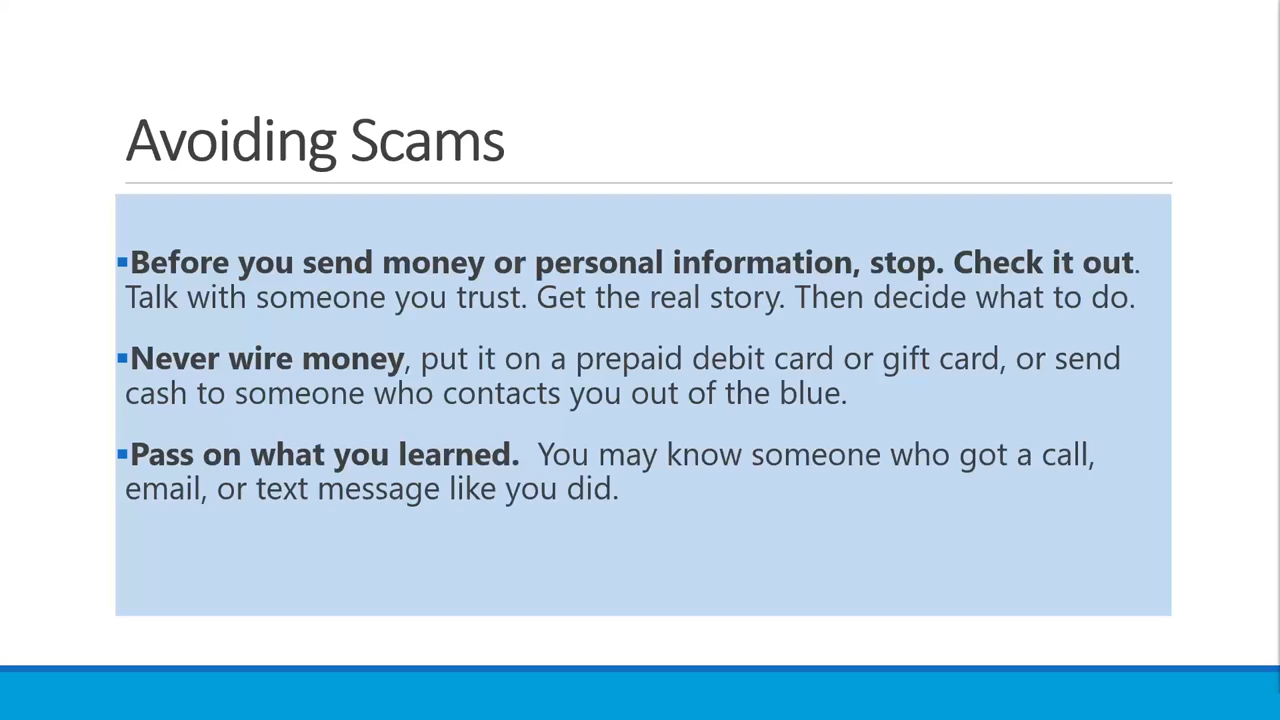 Avoiding Scams
▪Before you send money or personal information, stop. Check it out.
Talk with someone you trust. Get the real story. Then decide what to do.
▪Never wire money, put it on a prepaid debit card or gift card, or send
cash to someone who contacts you out of the blue.
▪Pass on what you learned.  You may know someone who got a call,
email, or text message like you did.